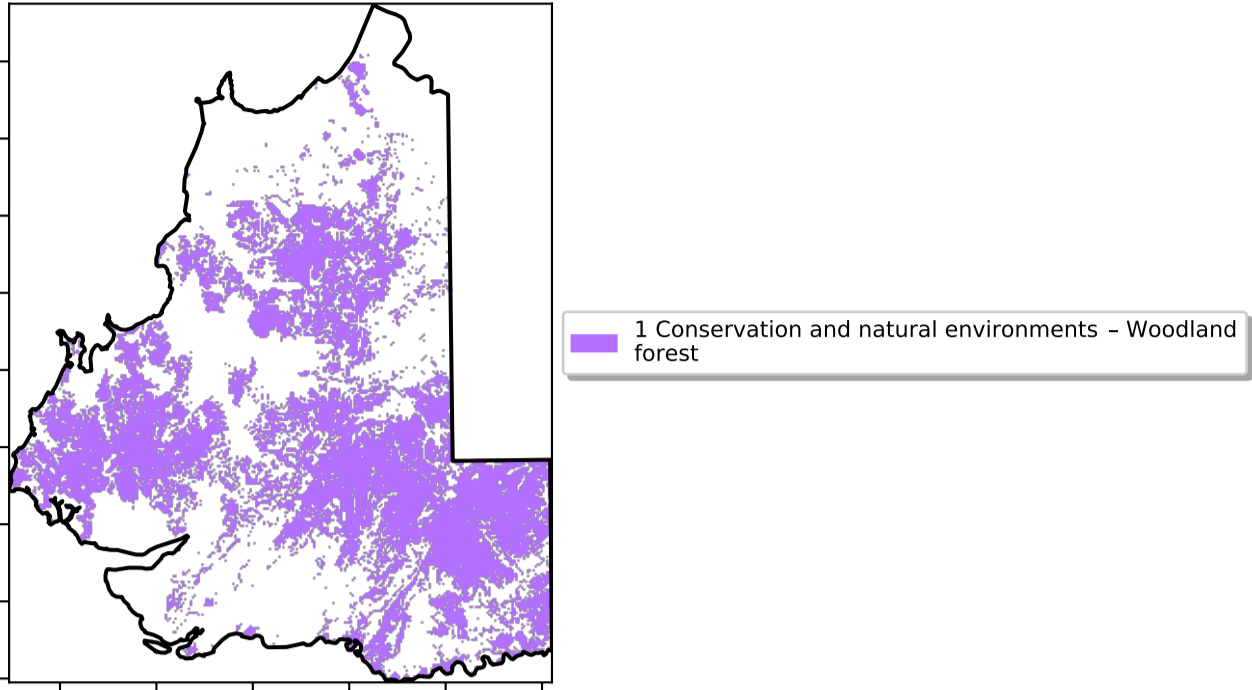 1 Conservation and natural environments – Woodland
forest